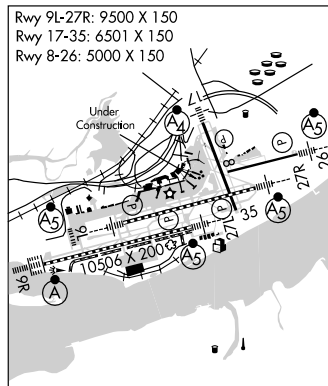 Rwy 9L-27R: 9500 X 150
Rwy 17-35: 6501 X 150
Rwy 8-26: 5000 X 150
Under
Construction
A4
17
A5
P
P
8
26
27R
A5
P
9L
P
P
35
A5
27L
10506 X 200
A5
9R
A